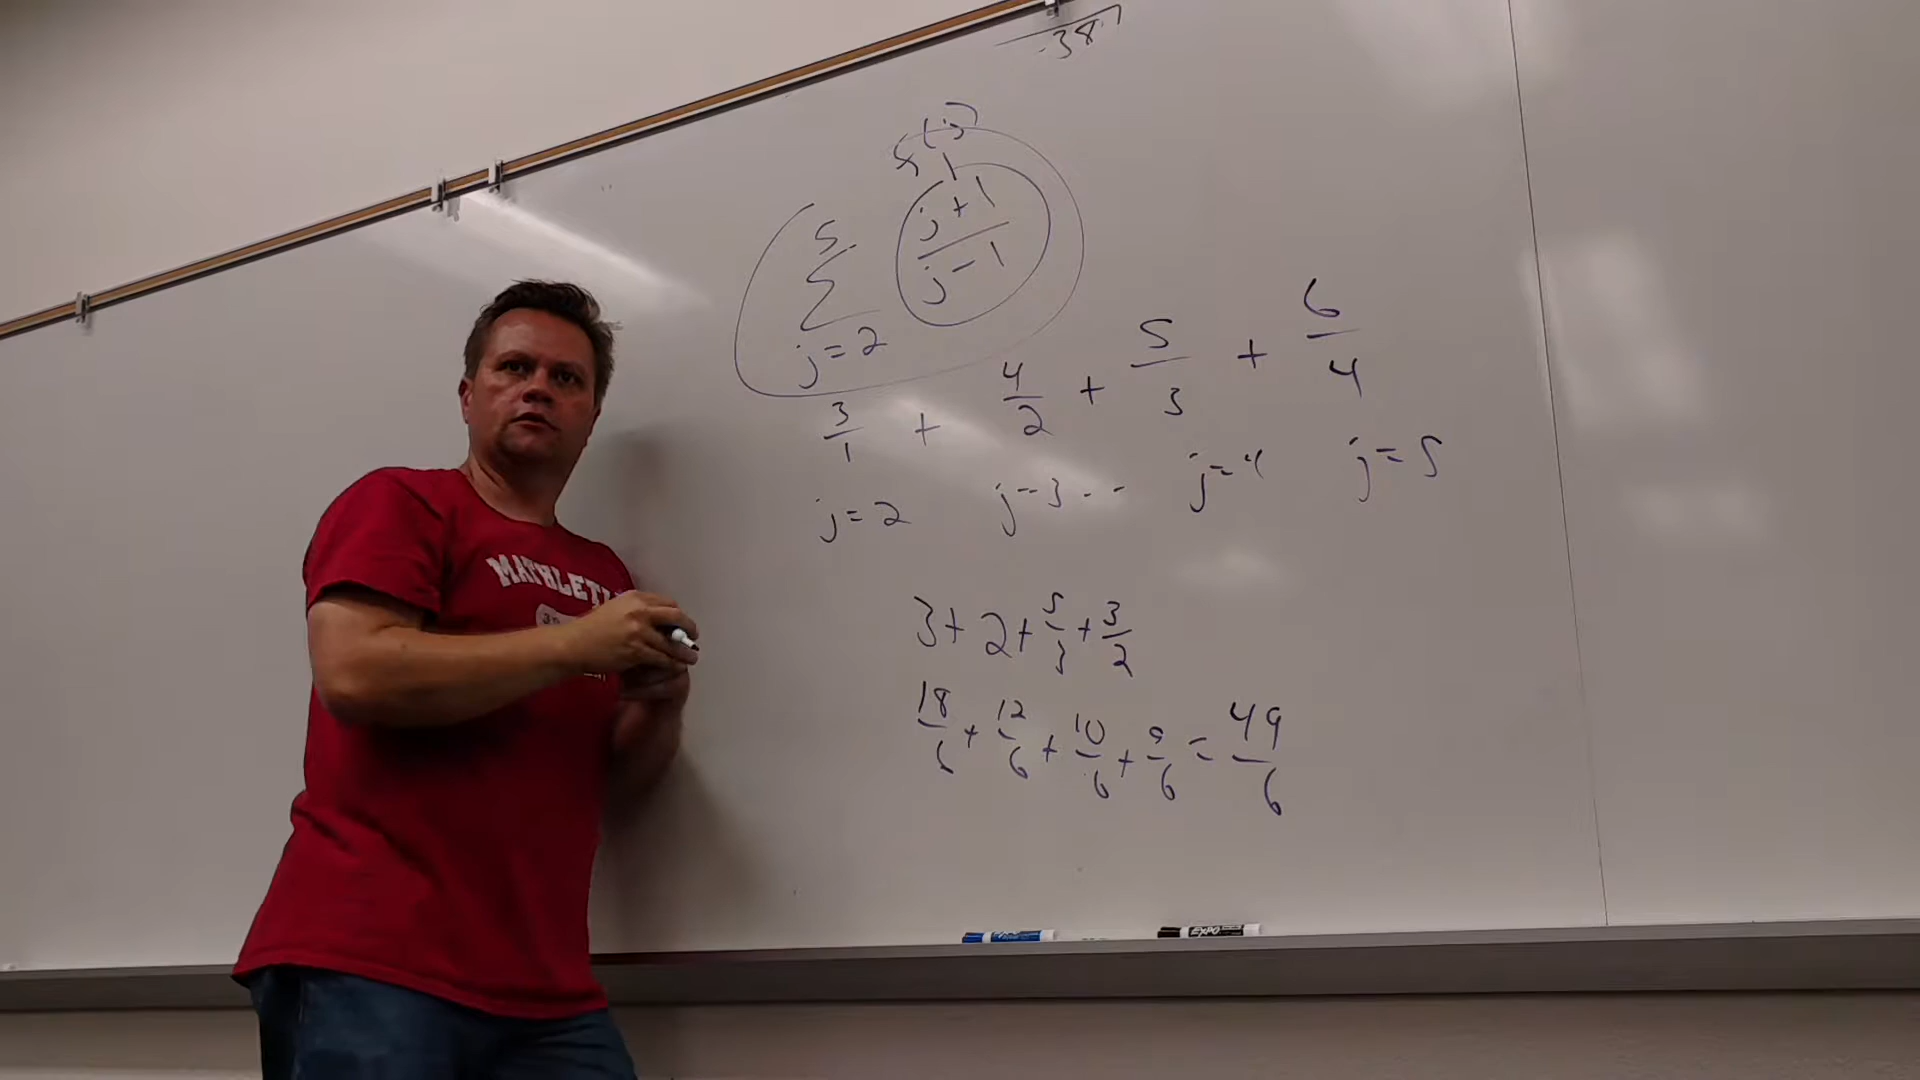 .38
f(j)
5
∑ j+1/j-1
j=2
3/1 + 4/2 + 5/3 + 6/4
j=2 j=3 -- j=4 j=5
3+2+5/3+3/2
18/6+12/6+10/6+9/6=49/6
MATHLET
EXPO